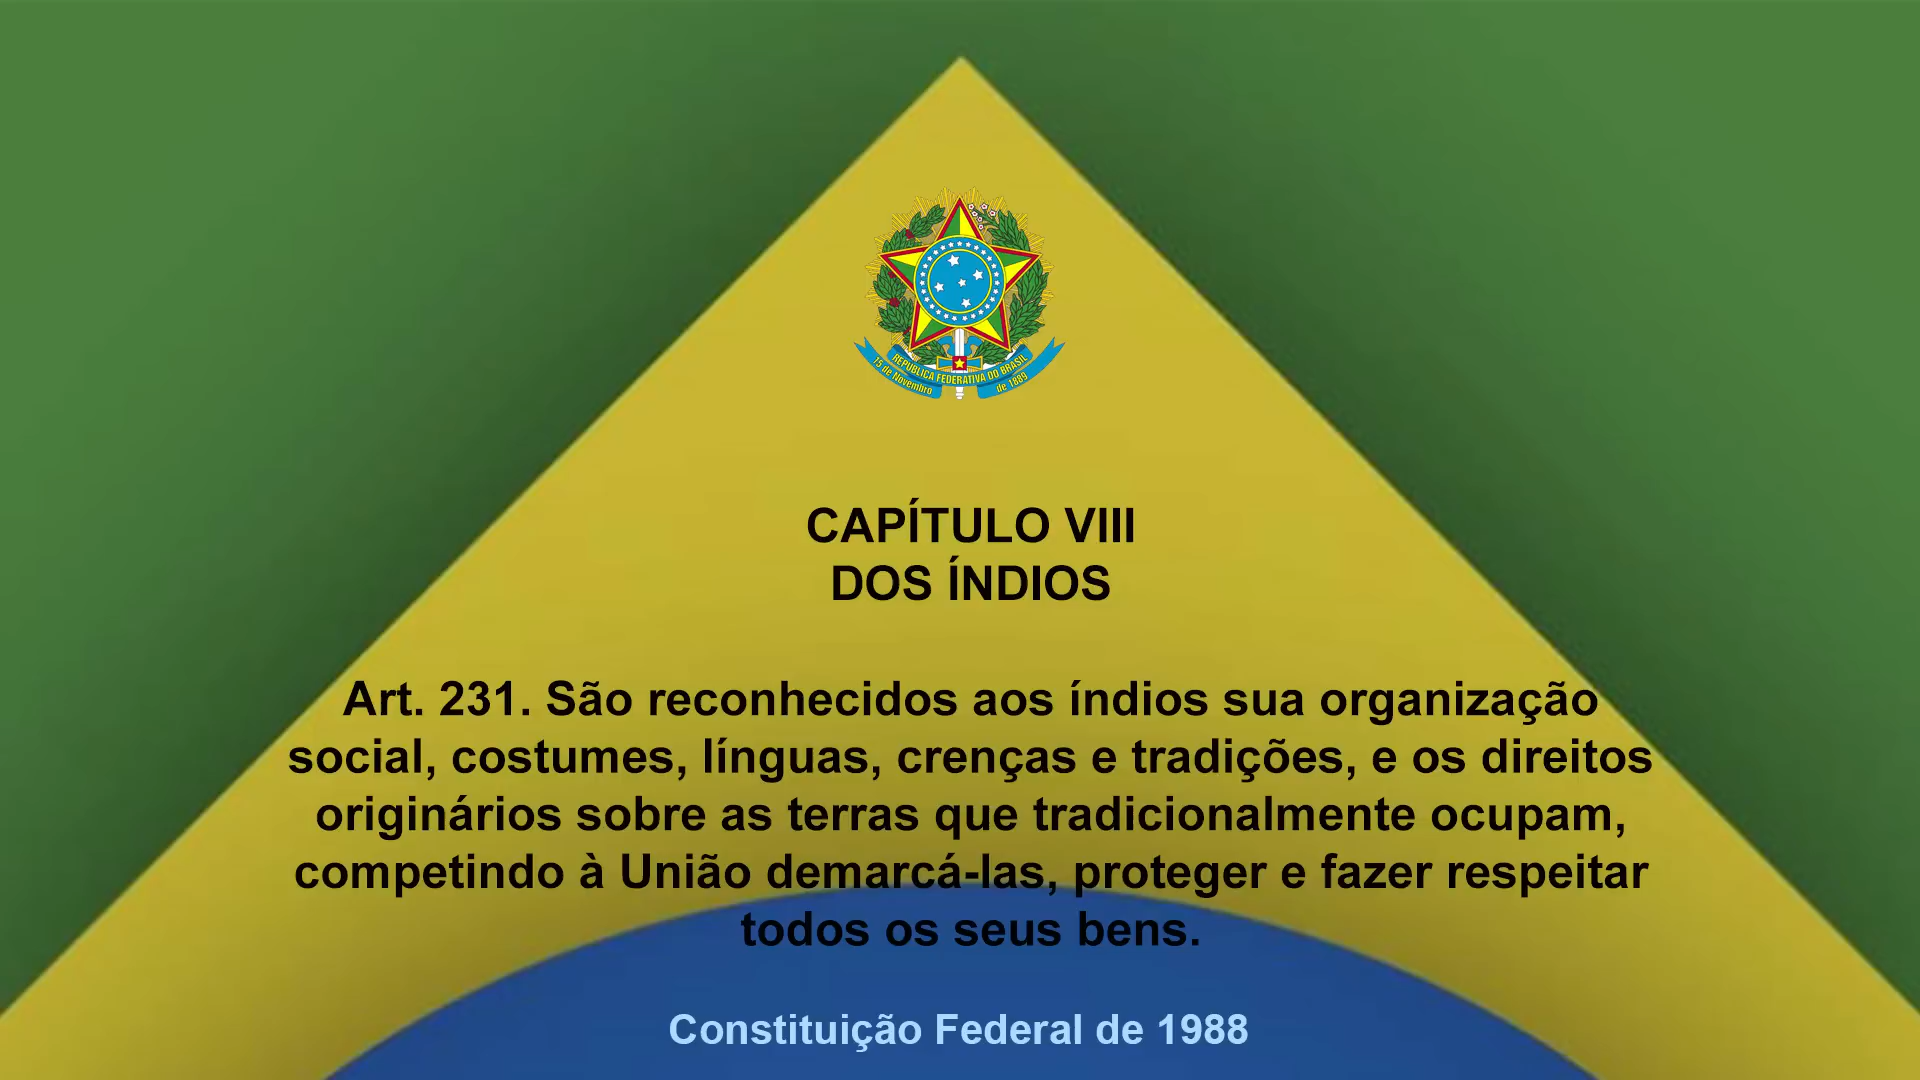 REPÚBLICA FEDERATIVA DO BRASIL
15 de Novembro de 1889
CAPÍTULO VIII
DOS ÍNDIOS
Art. 231. São reconhecidos aos índios sua organização
social, costumes, línguas, crenças e tradições, e os direitos
originários sobre as terras que tradicionalmente ocupam,
competindo à União demarcá-las, proteger e fazer respeitar
todos os seus bens.
Constituição Federal de 1988